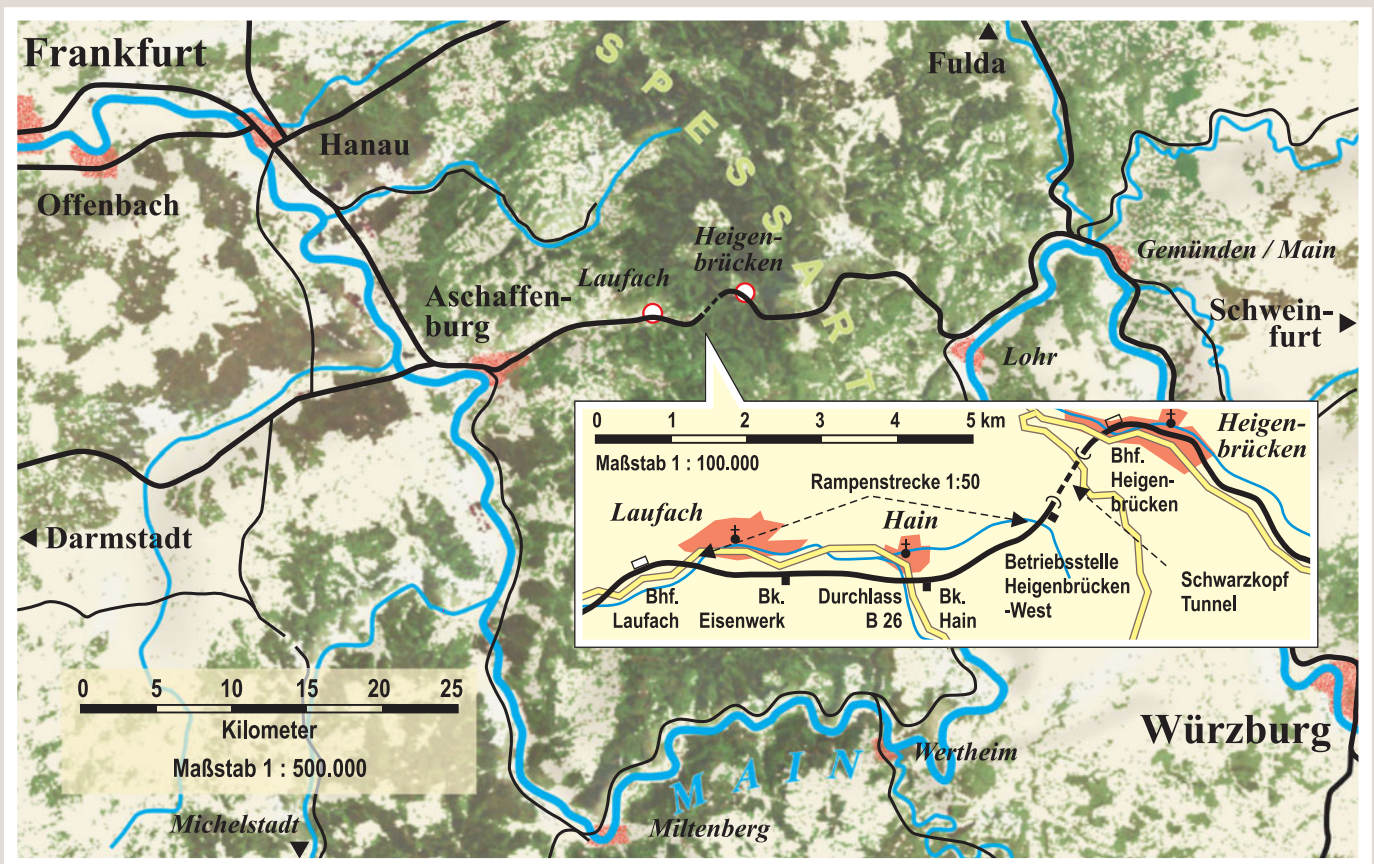 Frankfurt
Fulda
SPESSART
Hanau
Offenbach
Heigen-
brücken
Laufach
Gemünden / Main
Aschaffen-
burg
Schwein-
furt
Lohr
Darmstadt
0 1 2 3 4 5 km
Maßstab 1 : 100.000
Heigen-
brücken
Rampenstrecke 1:50
Bhf.
Heigen-
brücken
Laufach
Hain
Betriebsstelle
Heigenbrücken
-West
Schwarzkopf
Tunnel
Bhf.
Laufach
Bk.
Eisenwerk
Durchlass
B 26
Bk.
Hain
0 5 10 15 20 25
Kilometer
Maßstab 1 : 500.000
Würzburg
Wertheim
MAIN
Michelstadt
Miltenberg